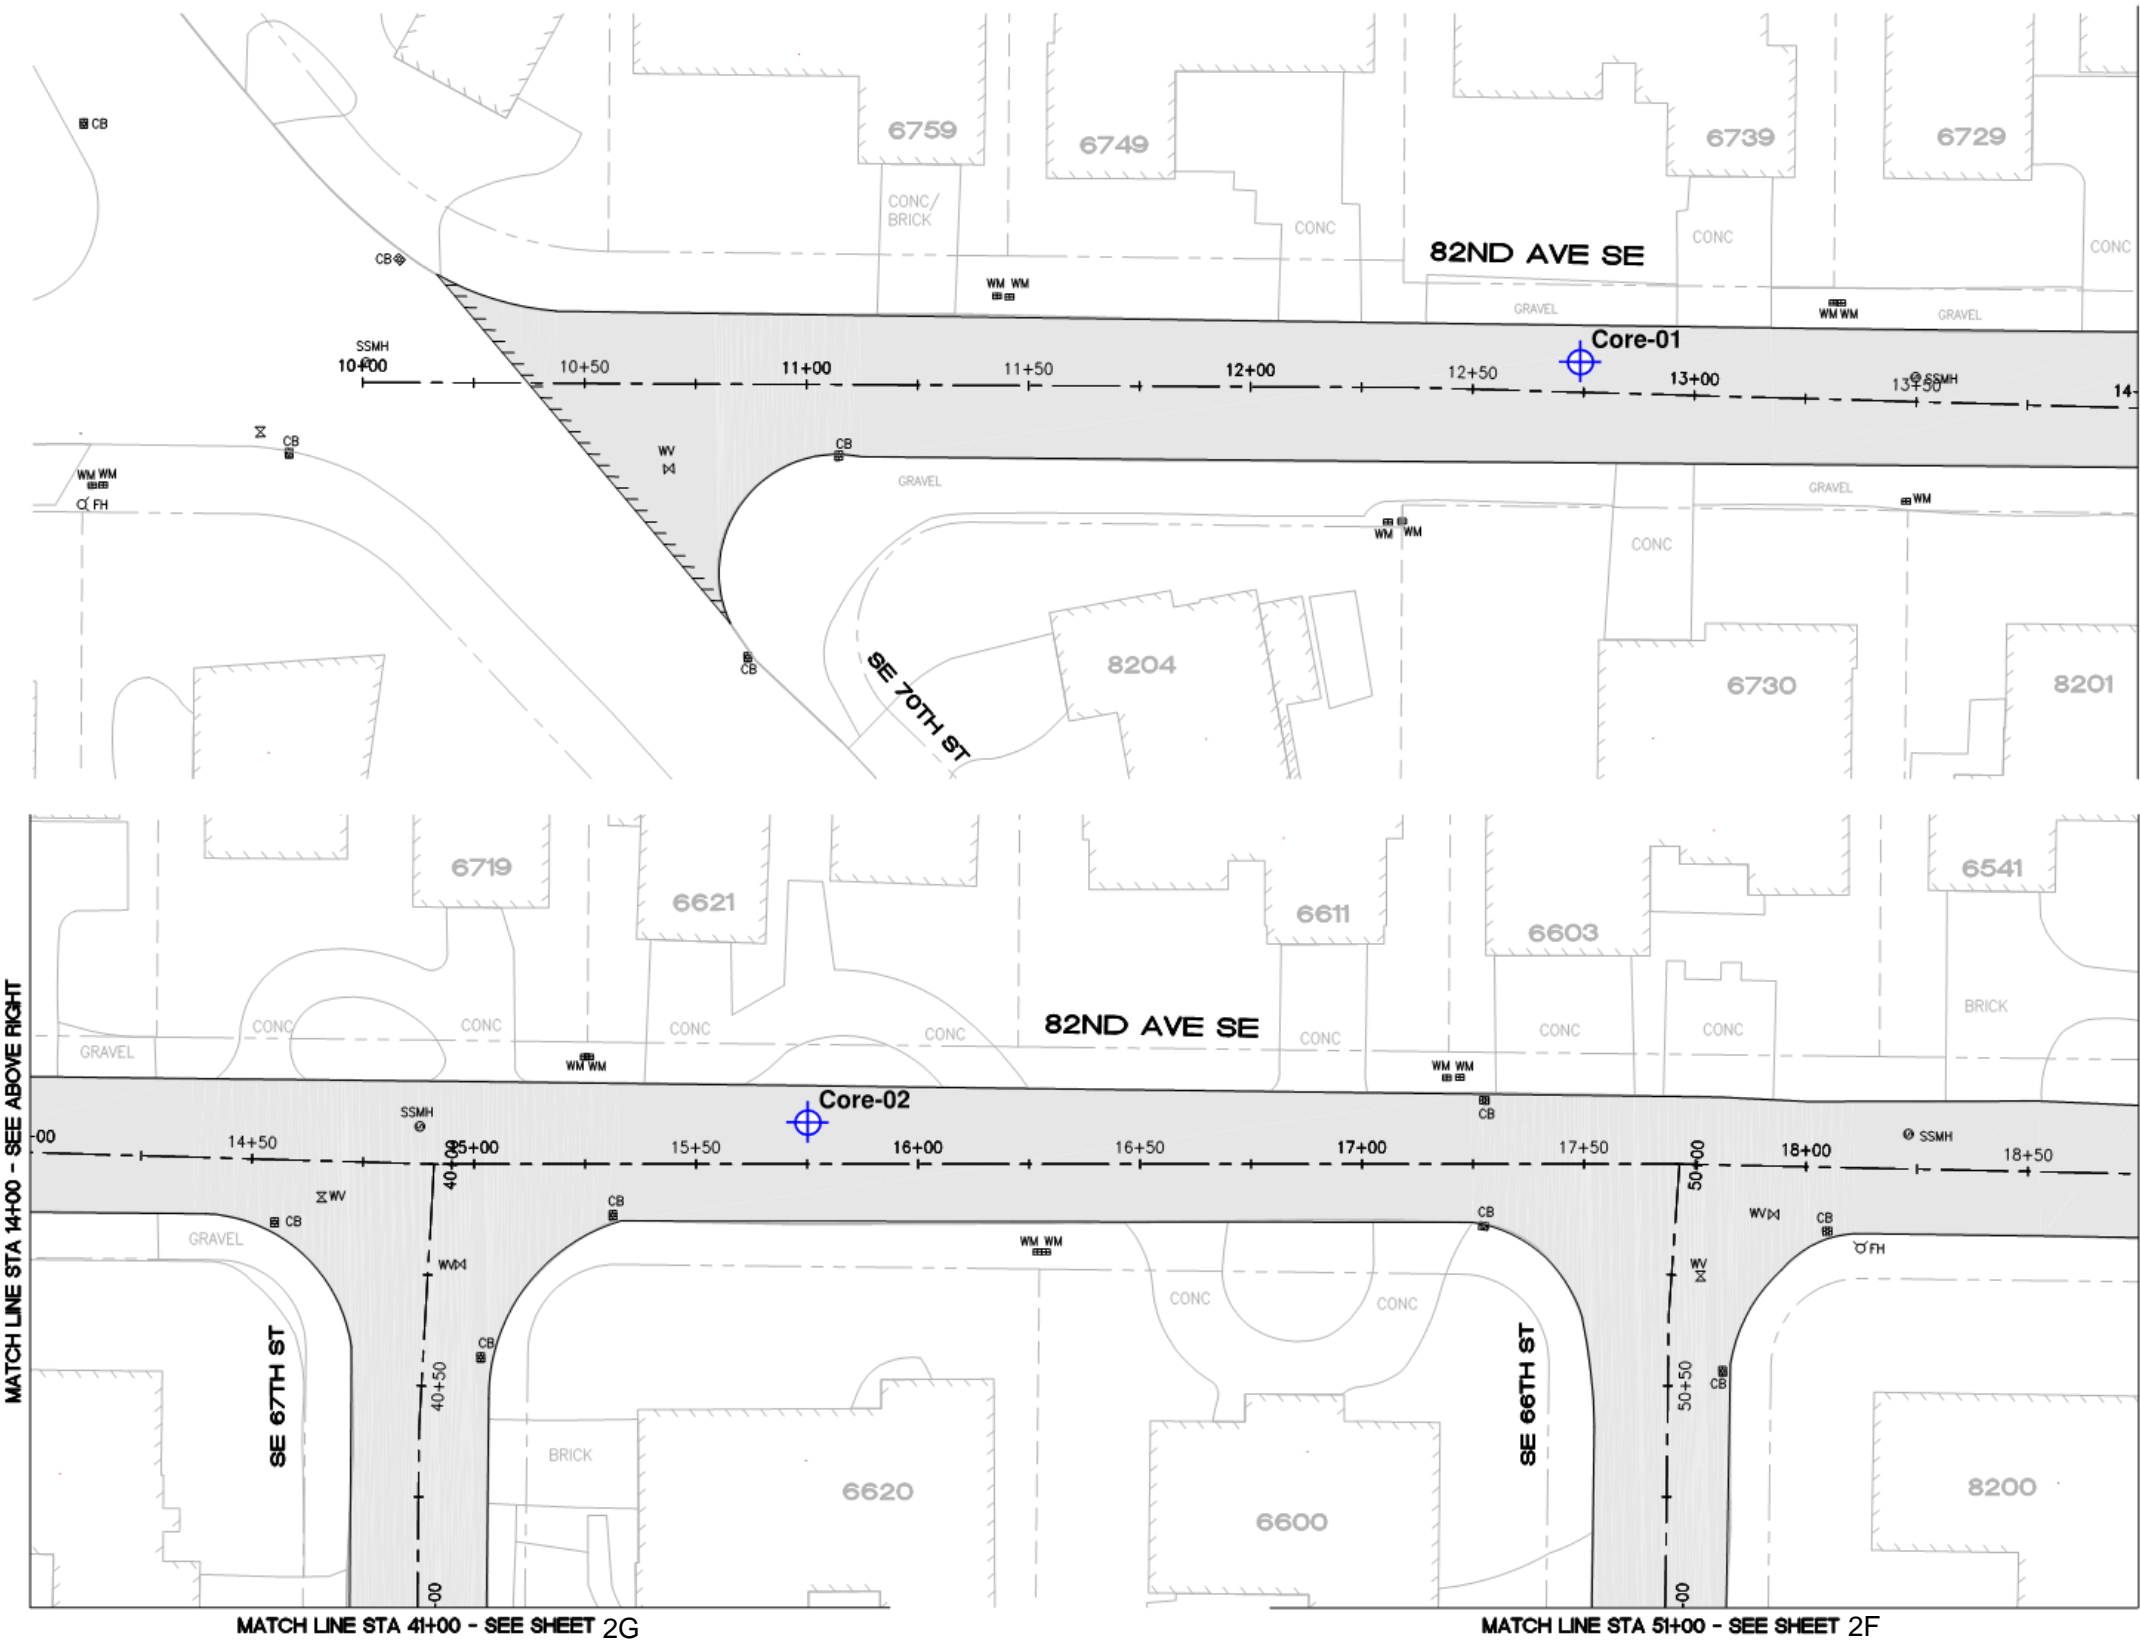 CB
6759
6749
6739
6729
CONC/
BRICK
CONC
CONC
CONC
82ND AVE SE
CB
WM WM
GRAVEL
WM WM
GRAVEL
Core-01
SSMH
10+00
10+50
11+00
11+50
12+00
12+50
13+00
13+50
SSMH
14
CB
WV
CB
WM WM
FH
GRAVEL
GRAVEL
WM
WM
WM
CONC
CB
SE 70TH ST
8204
6730
8201
6719
6621
6611
6603
6541
BRICK
CONC
CONC
CONC
CONC
82ND AVE SE
CONC
CONC
CONC
GRAVEL
WM WM
WM WM
MATCH LINE STA 14+00 - SEE ABOVE RIGHT
Core-02
CB
SSMH
-00
14+50
15+00
15+50
16+00
16+50
17+00
17+50
18+00
SSMH
18+50
40+00
50+00
WV
CB
CB
CB
WV
CB
FH
GRAVEL
WM WM
WV
WV
CONC
CONC
CB
CB
SE 67TH ST
40+50
SE 66TH ST
50+50
BRICK
6620
6600
8200
-00
-00
MATCH LINE STA 41+00 - SEE SHEET 2G
MATCH LINE STA 51+00 - SEE SHEET 2F